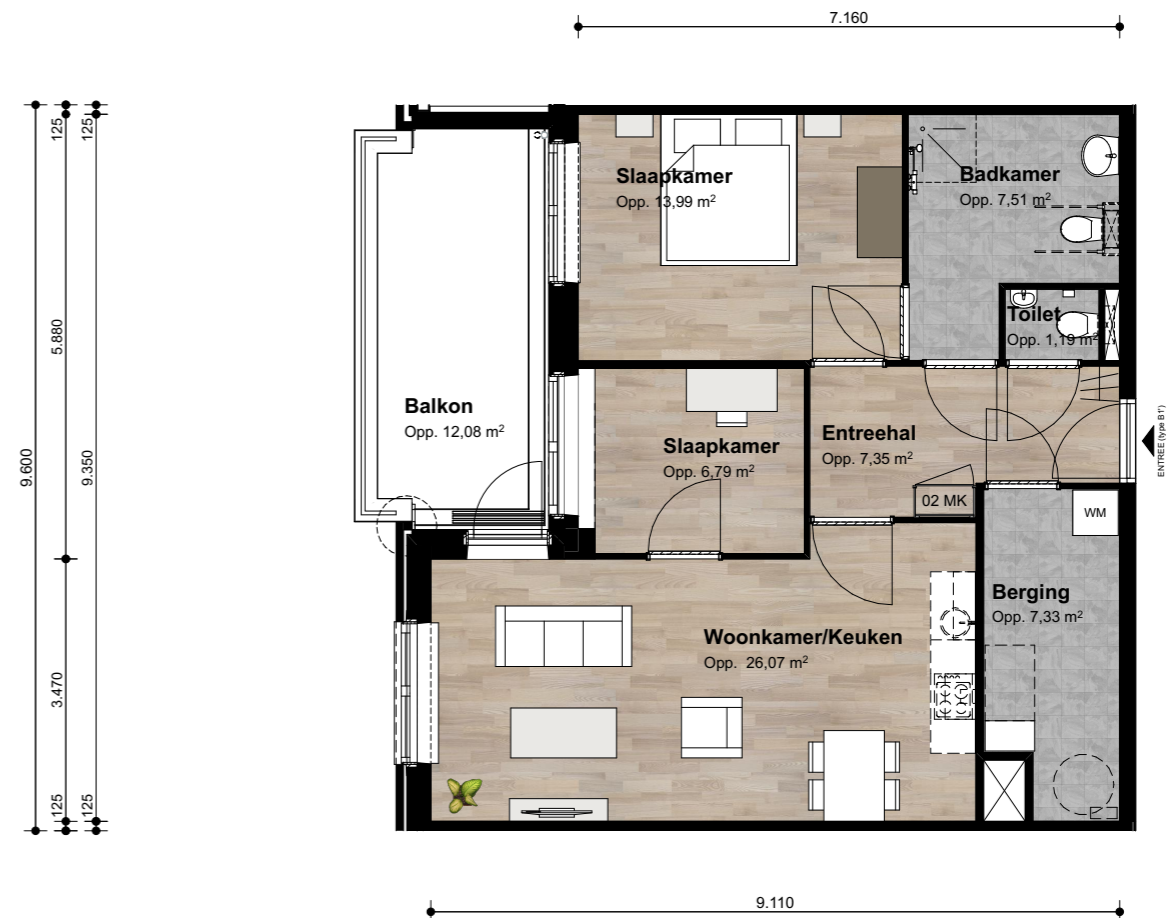 7.160
125
125
5.880
9.600
9.350
3.470
125
125
Slaapkamer
Opp. 13,99 m²
Badkamer
Opp. 7,51 m²
Toilet
Opp. 1,19 m²
Balkon
Opp. 12,08 m²
Slaapkamer
Opp. 6,79 m²
Entreehal
Opp. 7,35 m²
ENTREE (type B1')
02 MK
WM
Berging
Opp. 7,33 m²
Woonkamer/Keuken
Opp. 26,07 m²
9.110